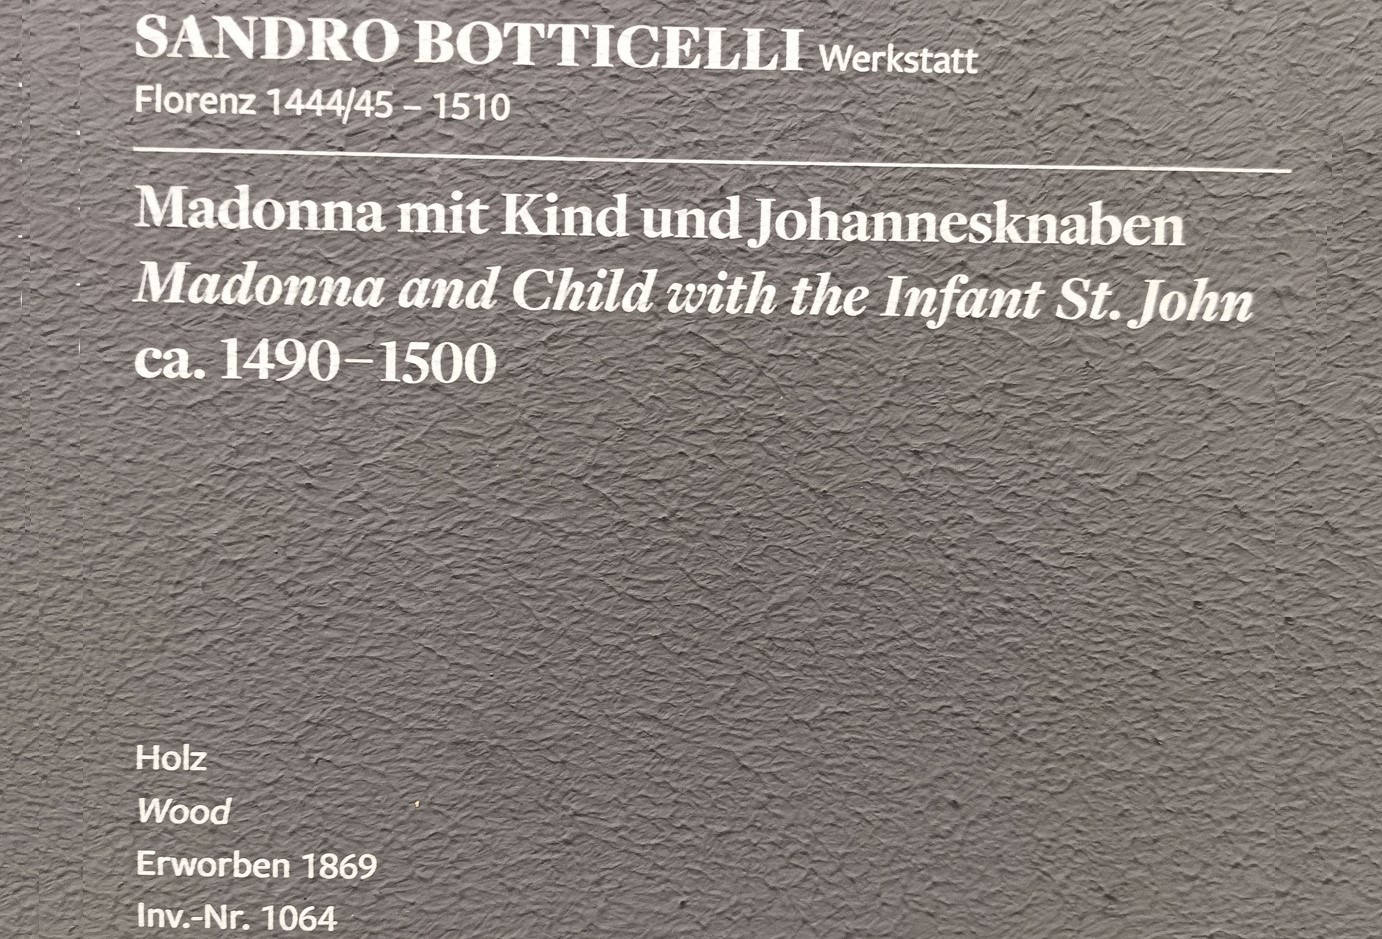 SANDRO BOTTICELLI Werkstatt
Florenz 1444/45 – 1510
Madonna mit Kind und Johannesknaben
Madonna and Child with the Infant St. John
ca. 1490–1500
Holz
Wood
Erworben 1869
Inv.-Nr. 1064